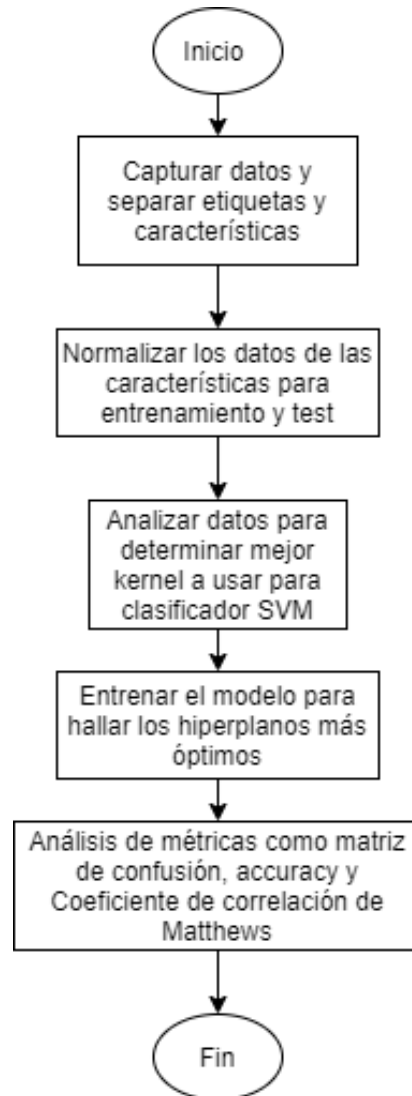 Inicio
Capturar datos y
separar etiquetas y
características
Normalizar los datos de las
características para
entrenamiento y test
Analizar datos para
determinar mejor
kernel a usar para
clasificador SVM
Entrenar el modelo para
hallar los hiperplanos más
óptimos
Análisis de métricas como matriz
de confusión, accuracy y
Coeficiente de correlación de
Matthews
Fin